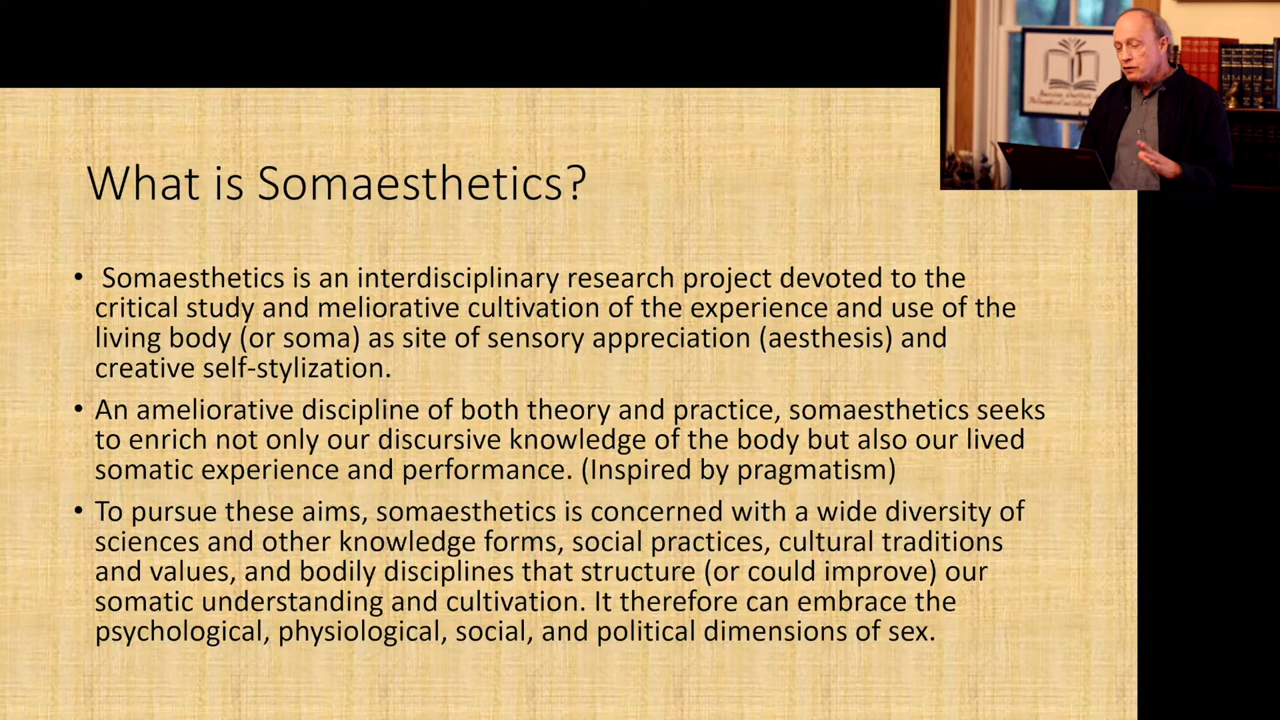 What is Somaesthetics?
• Somaesthetics is an interdisciplinary research project devoted to the
critical study and meliorative cultivation of the experience and use of the
living body (or soma) as site of sensory appreciation (aesthesis) and
creative self-stylization.
• An ameliorative discipline of both theory and practice, somaesthetics seeks
to enrich not only our discursive knowledge of the body but also our lived
somatic experience and performance. (Inspired by pragmatism)
• To pursue these aims, somaesthetics is concerned with a wide diversity of
sciences and other knowledge forms, social practices, cultural traditions
and values, and bodily disciplines that structure (or could improve) our
somatic understanding and cultivation. It therefore can embrace the
psychological, physiological, social, and political dimensions of sex.